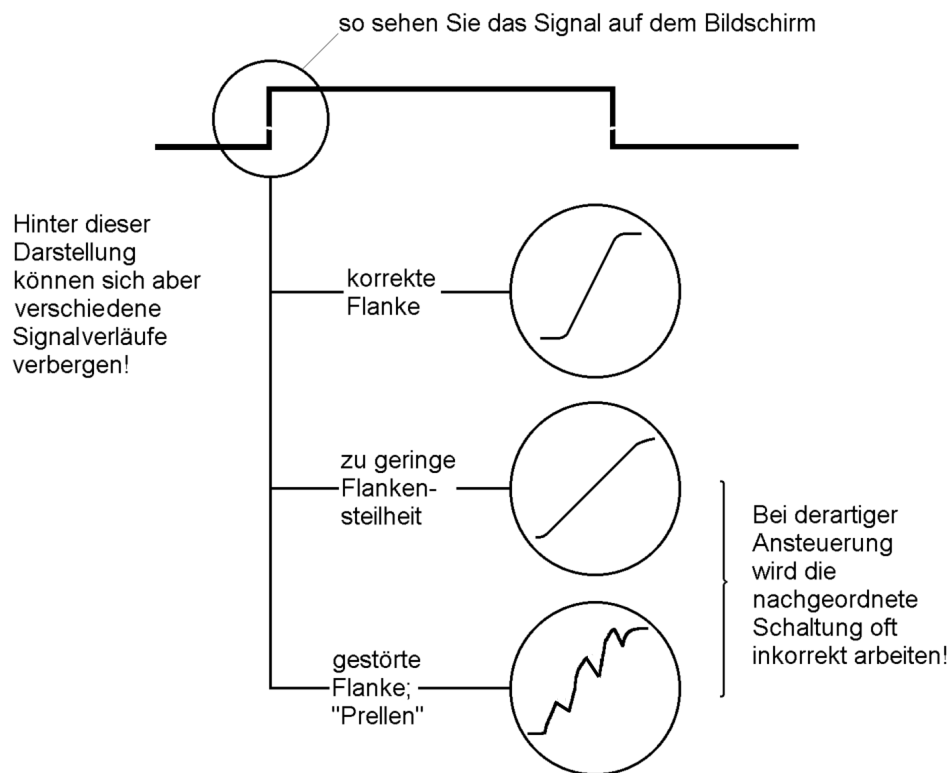 so sehen Sie das Signal auf dem Bildschirm
Hinter dieser
Darstellung
können sich aber
verschiedene
Signalverläufe
verbergen!
korrekte
Flanke
zu geringe
Flanken-
steilheit
gestörte
Flanke;
"Prellen"
Bei derartiger
Ansteuerung
wird die
nachgeordnete
Schaltung oft
inkorrekt arbeiten!